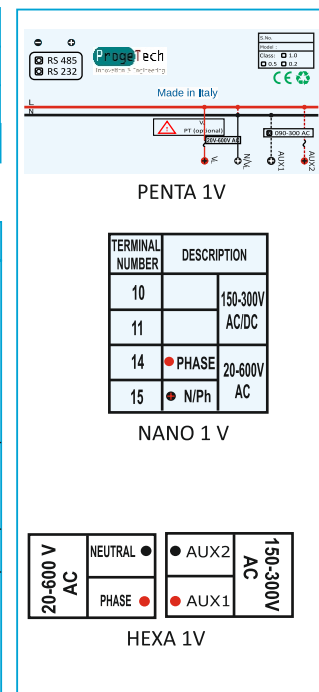 S.No.
Model :
Class: 1.0
0.5 0.2
RS 485
RS 232
ProgeTech
Innovation & Engineering
Made in Italy
L
N
V.
PT (optional)
20V-600V AC
090-300 AC
N/V.
AUX1
AUX2
PENTA 1V
TERMINAL NUMBER DESCRIPTION
10
150-300V AC/DC
11
14 PHASE
20-600V AC
15 N/Ph
NANO 1 V
20-600 V AC
NEUTRAL
PHASE
AUX2
AUX1
150-300V AC
HEXA 1V